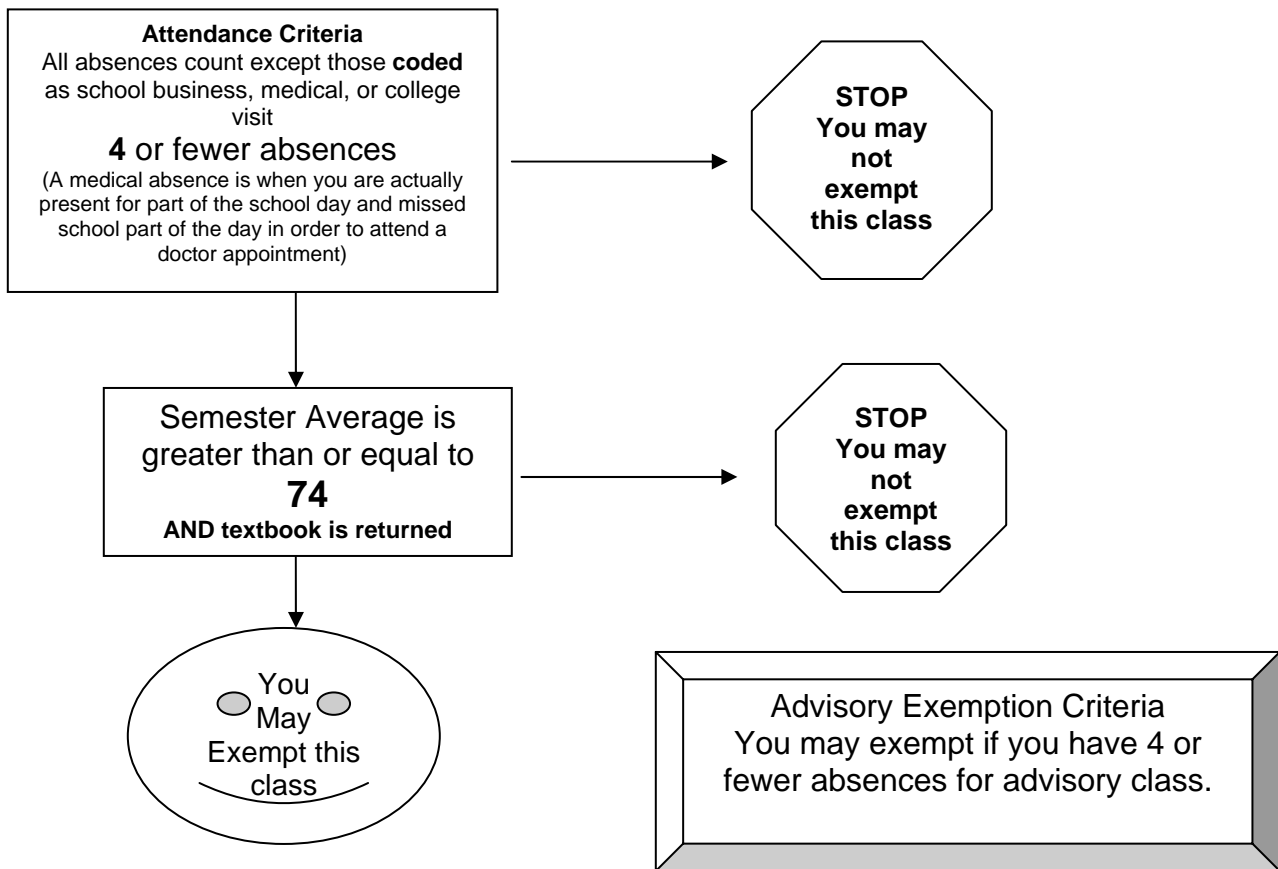 Attendance Criteria
All absences count except those coded
as school business, medical, or college
visit
4 or fewer absences
(A medical absence is when you are actually
present for part of the school day and missed
school part of the day in order to attend a
doctor appointment)
STOP
You may
not
exempt
this class
Semester Average is
greater than or equal to
74
AND textbook is returned
STOP
You may
not
exempt
this class
You
May
Exempt this
class
Advisory Exemption Criteria
You may exempt if you have 4 or
fewer absences for advisory class.